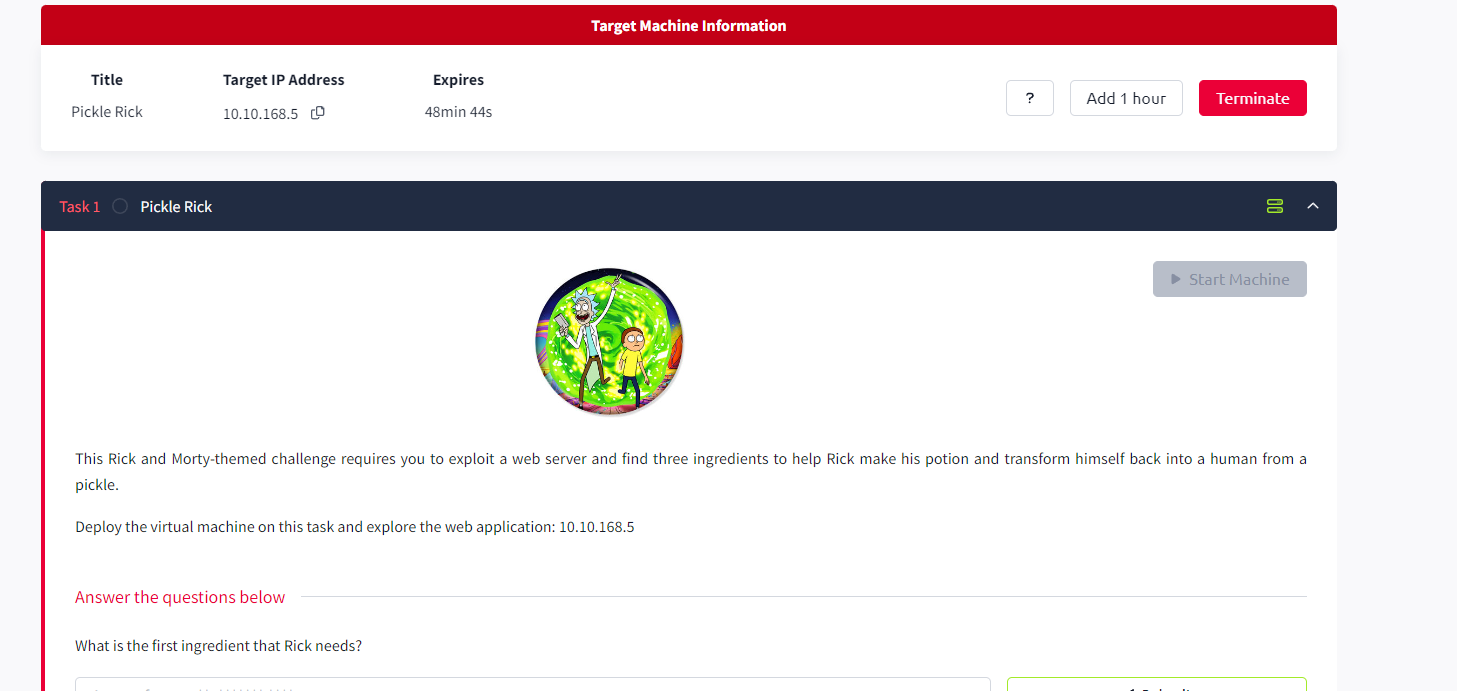 Target Machine Information
Title Target IP Address Expires
Pickle Rick 10.10.168.5 48min 44s ? Add 1 hour Terminate
Task 1 Pickle Rick
Start Machine
This Rick and Morty-themed challenge requires you to exploit a web server and find three ingredients to help Rick make his potion and transform himself back into a human from a
pickle.
Deploy the virtual machine on this task and explore the web application: 10.10.168.5
Answer the questions below
What is the first ingredient that Rick needs?